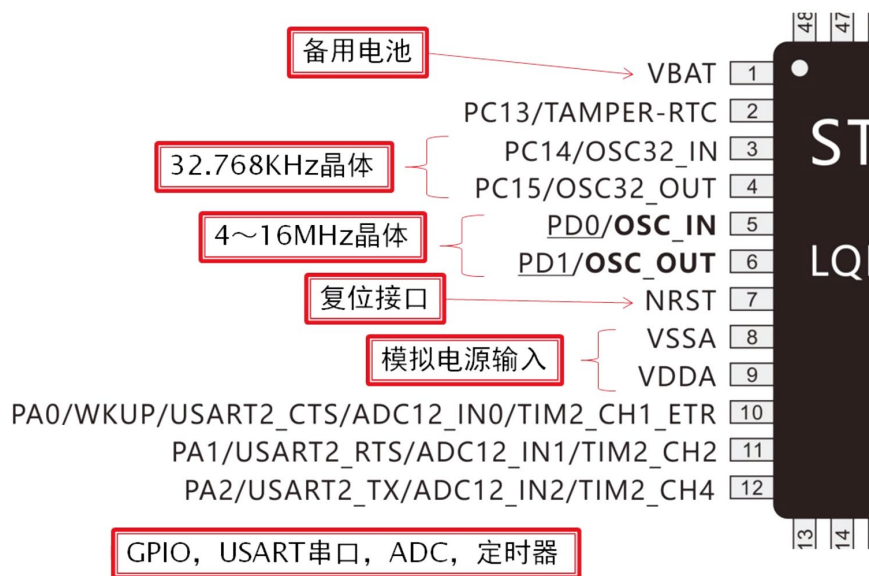 48 47
备用电池
VBAT 1
PC13/TAMPER-RTC 2
32.768KHz晶体
PC14/OSC32_IN 3
PC15/OSC32_OUT 4
4～16MHz晶体
PD0/OSC_IN 5
PD1/OSC_OUT 6
复位接口
NRST 7
模拟电源输入
VSSA 8
VDDA 9
PA0/WKUP/USART2_CTS/ADC12_IN0/TIM2_CH1_ETR 10
PA1/USART2_RTS/ADC12_IN1/TIM2_CH2 11
PA2/USART2_TX/ADC12_IN2/TIM2_CH4 12
ST
LQ
13 14
GPIO，USART串口，ADC，定时器